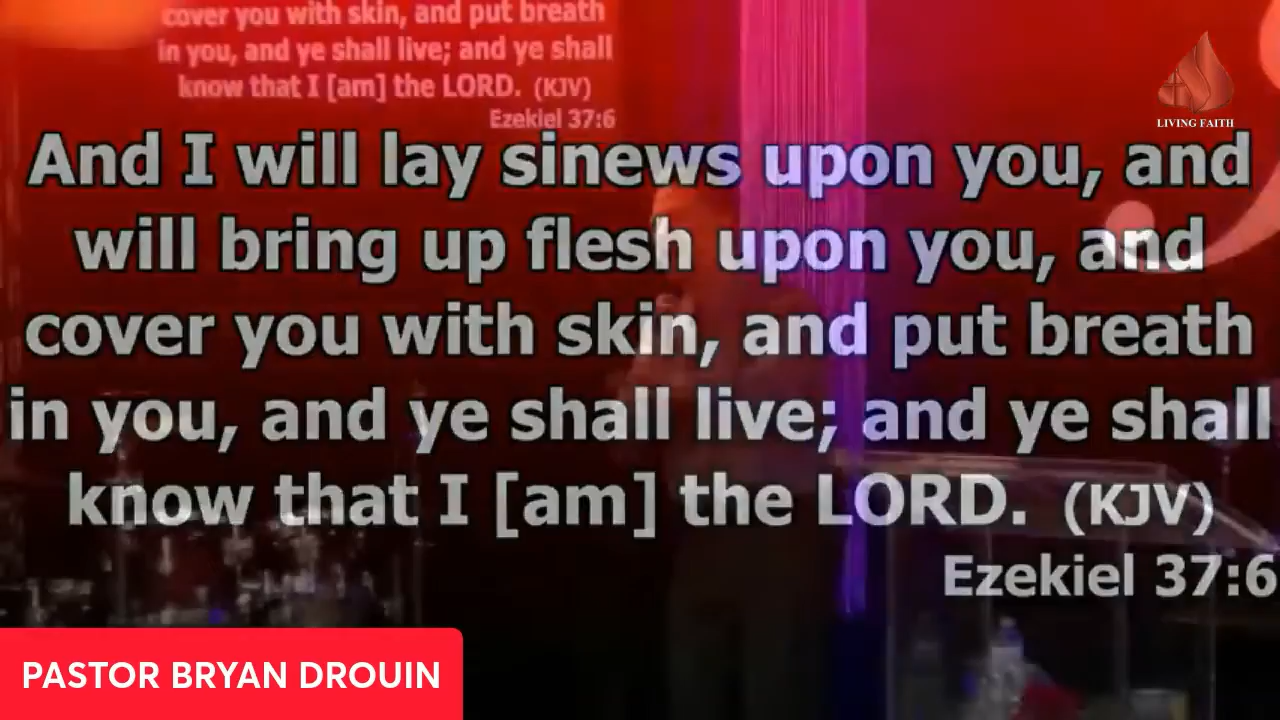 cover you with skin, and put breath
in you, and ye shall live; and ye shall
know that I [am] the LORD. (KJV)
Ezekiel 37:6
LIVING FAITH
And I will lay sinews upon you, and
will bring up flesh upon you, and
cover you with skin, and put breath
in you, and ye shall live; and ye shall
know that I [am] the LORD. (KJV)
Ezekiel 37:6
PASTOR BRYAN DROUIN